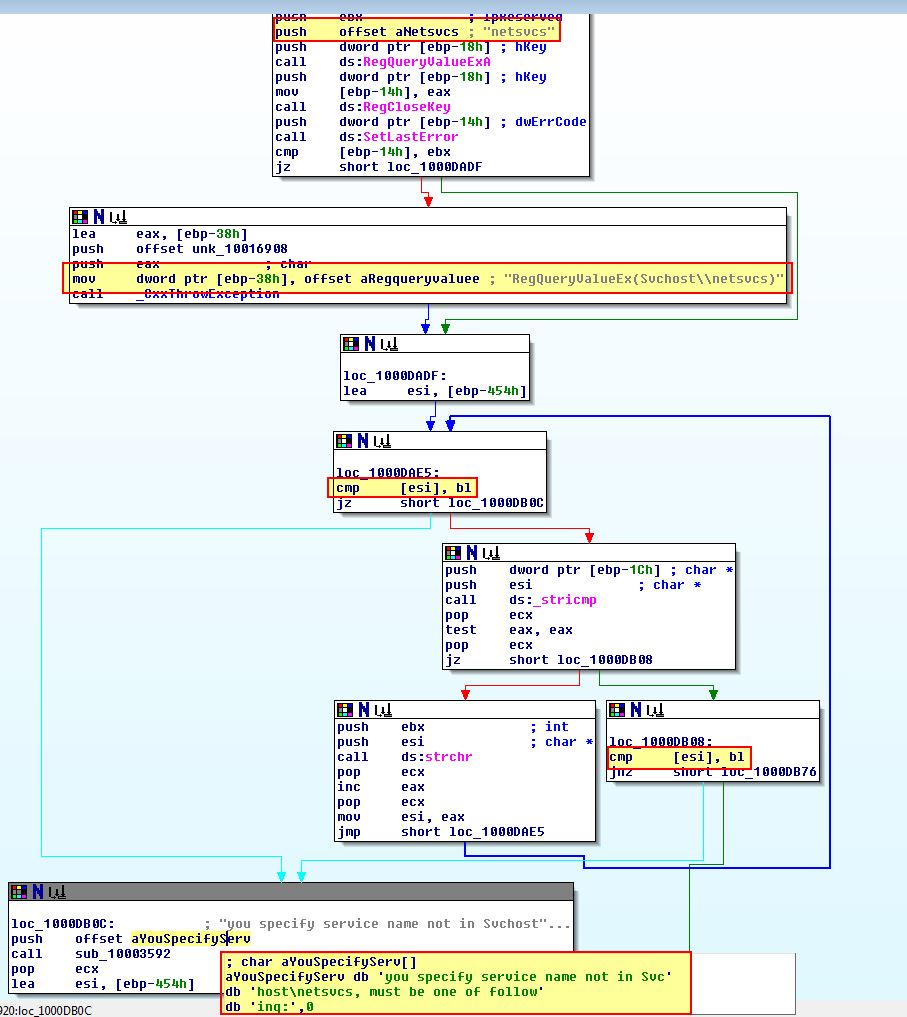 push ebx ; lpReserved
push offset aNetsvcs ; "netsvcs"
push dword ptr [ebp-18h] ; hKey
call ds:RegQueryValueExA
push dword ptr [ebp-18h] ; hKey
mov [ebp-14h], eax
call ds:RegCloseKey
push dword ptr [ebp-14h] ; dwErrCode
call ds:SetLastError
cmp [ebp-14h], ebx
jz short loc_1000DADF
lea eax, [ebp-38h]
push offset unk_10016908
push eax ; char
mov dword ptr [ebp-38h], offset aRegqueryvaluee ; "RegQueryValueEx(Svchost\\netsvcs)"
call _CxxThrowException
loc_1000DADF:
lea esi, [ebp-454h]
loc_1000DAE5:
cmp [esi], bl
jz short loc_1000DB0C
push dword ptr [ebp-1Ch] ; char *
push esi ; char *
call ds:_stricmp
pop ecx
test eax, eax
pop ecx
jz short loc_1000DB08
push ebx ; int
push esi ; char *
call ds:strchr
pop ecx
inc eax
pop ecx
mov esi, eax
jmp short loc_1000DAE5
loc_1000DB08:
cmp [esi], bl
jnz short loc_1000DB76
loc_1000DB0C: ; "you specify service name not in Svchost"...
push offset aYouSpecifyServ
call sub_10003592
pop ecx
lea esi, [ebp-454h]
; char aYouSpecifyServ[]
aYouSpecifyServ db 'you specify service name not in Svc'
db 'host\netsvcs, must be one of follow'
db 'ing:',0
920:loc_1000DB0C